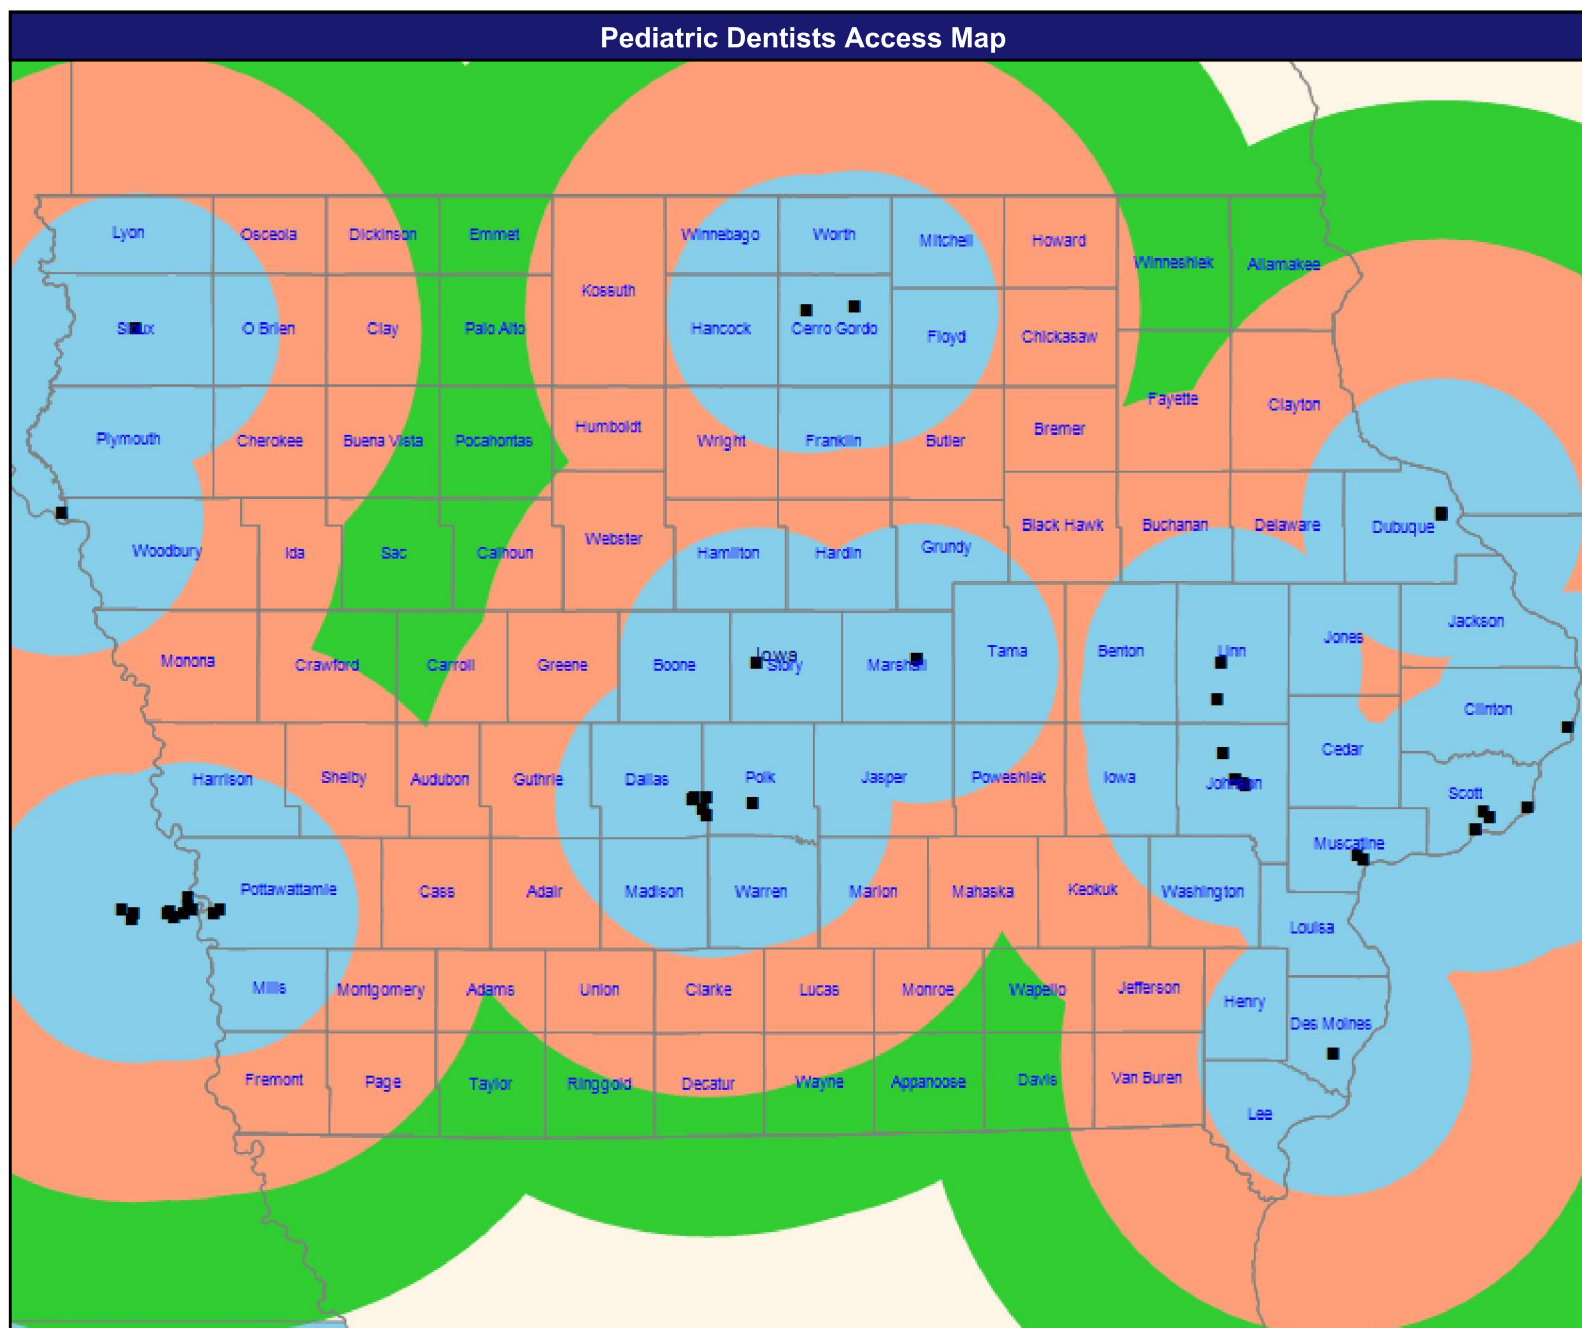 Pediatric Dentists Access Map
Lyon Osceola Dickinson Emmet Winnebago Worth Mitchell Howard
Winneshiek Allamakee
Kossuth
Sioux O Brien Clay Palo Alto Hancock Cerro Gordo Floyd Chickasaw
Fayette Clayton
Plymouth Cherokee Buena Vista Pocahontas Humboldt Wright Franklin Butler Bremer
Woodbury Ida Sac Calhoun Webster Hamilton Hardin Grundy Black Hawk Buchanan Delaware Dubuque
Monona Crawford Carroll Greene Boone Story Marshall Tama Benton Linn Jones Jackson
Iowa
Clinton
Harrison Shelby Audubon Guthrie Dallas Polk Jasper Poweshiek Iowa Johnson Cedar Scott
Muscatine
Pottawattamie Cass Adair Madison Warren Marion Mahaska Keokuk Washington
Louisa
Mills Montgomery Adams Union Clarke Lucas Monroe Wapello Jefferson Henry
Des Moines
Fremont Page Taylor Ringgold Decatur Wayne Appanoose Davis Van Buren
Lee